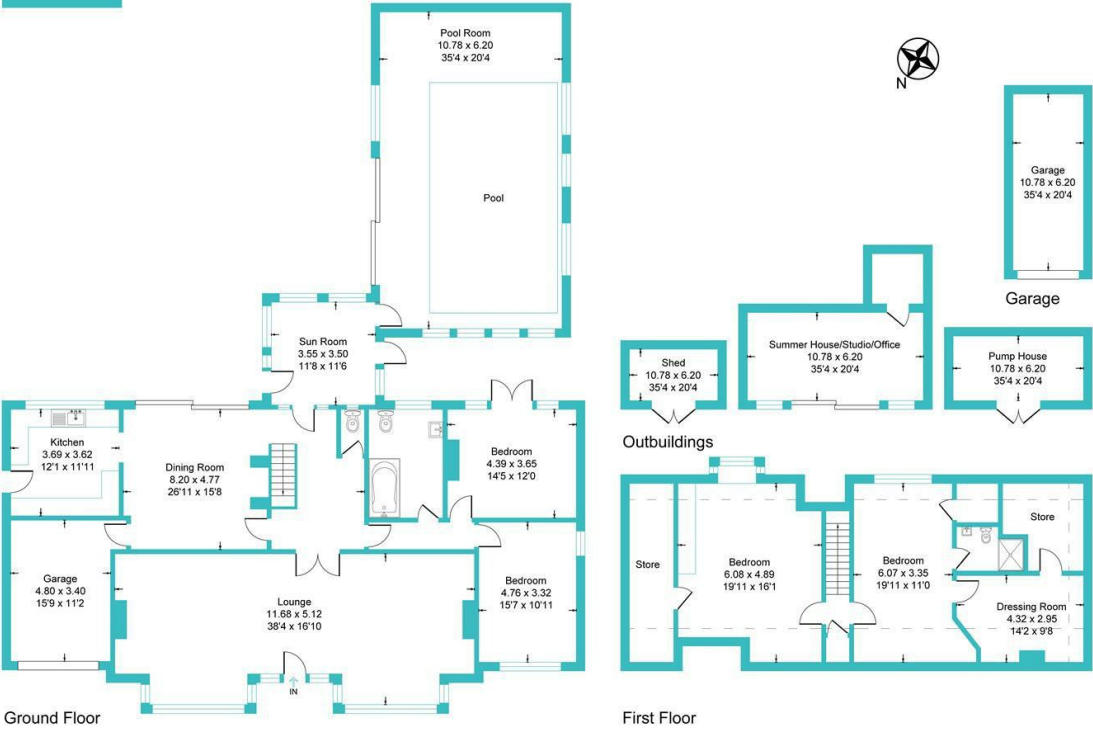 Pool Room
10.78 x 6.20
35'4 x 20'4
Pool
N
Garage
10.78 x 6.20
35'4 x 20'4
Garage
Sun Room
3.55 x 3.50
11'8 x 11'6
Shed
10.78 x 6.20
35'4 x 20'4
Summer House/Studio/Office
10.78 x 6.20
35'4 x 20'4
Pump House
10.78 x 6.20
35'4 x 20'4
Outbuildings
Kitchen
3.69 x 3.62
12'1 x 11'11
Dining Room
8.20 x 4.77
26'11 x 15'8
Bedroom
4.39 x 3.65
14'5 x 12'0
Garage
4.80 x 3.40
15'9 x 11'2
Lounge
11.68 x 5.12
38'4 x 16'10
Bedroom
4.76 x 3.32
15'7 x 10'11
IN
Ground Floor
Store
Bedroom
6.08 x 4.89
19'11 x 16'1
Bedroom
6.07 x 3.35
19'11 x 11'0
Store
Dressing Room
4.32 x 2.95
14'2 x 9'8
First Floor